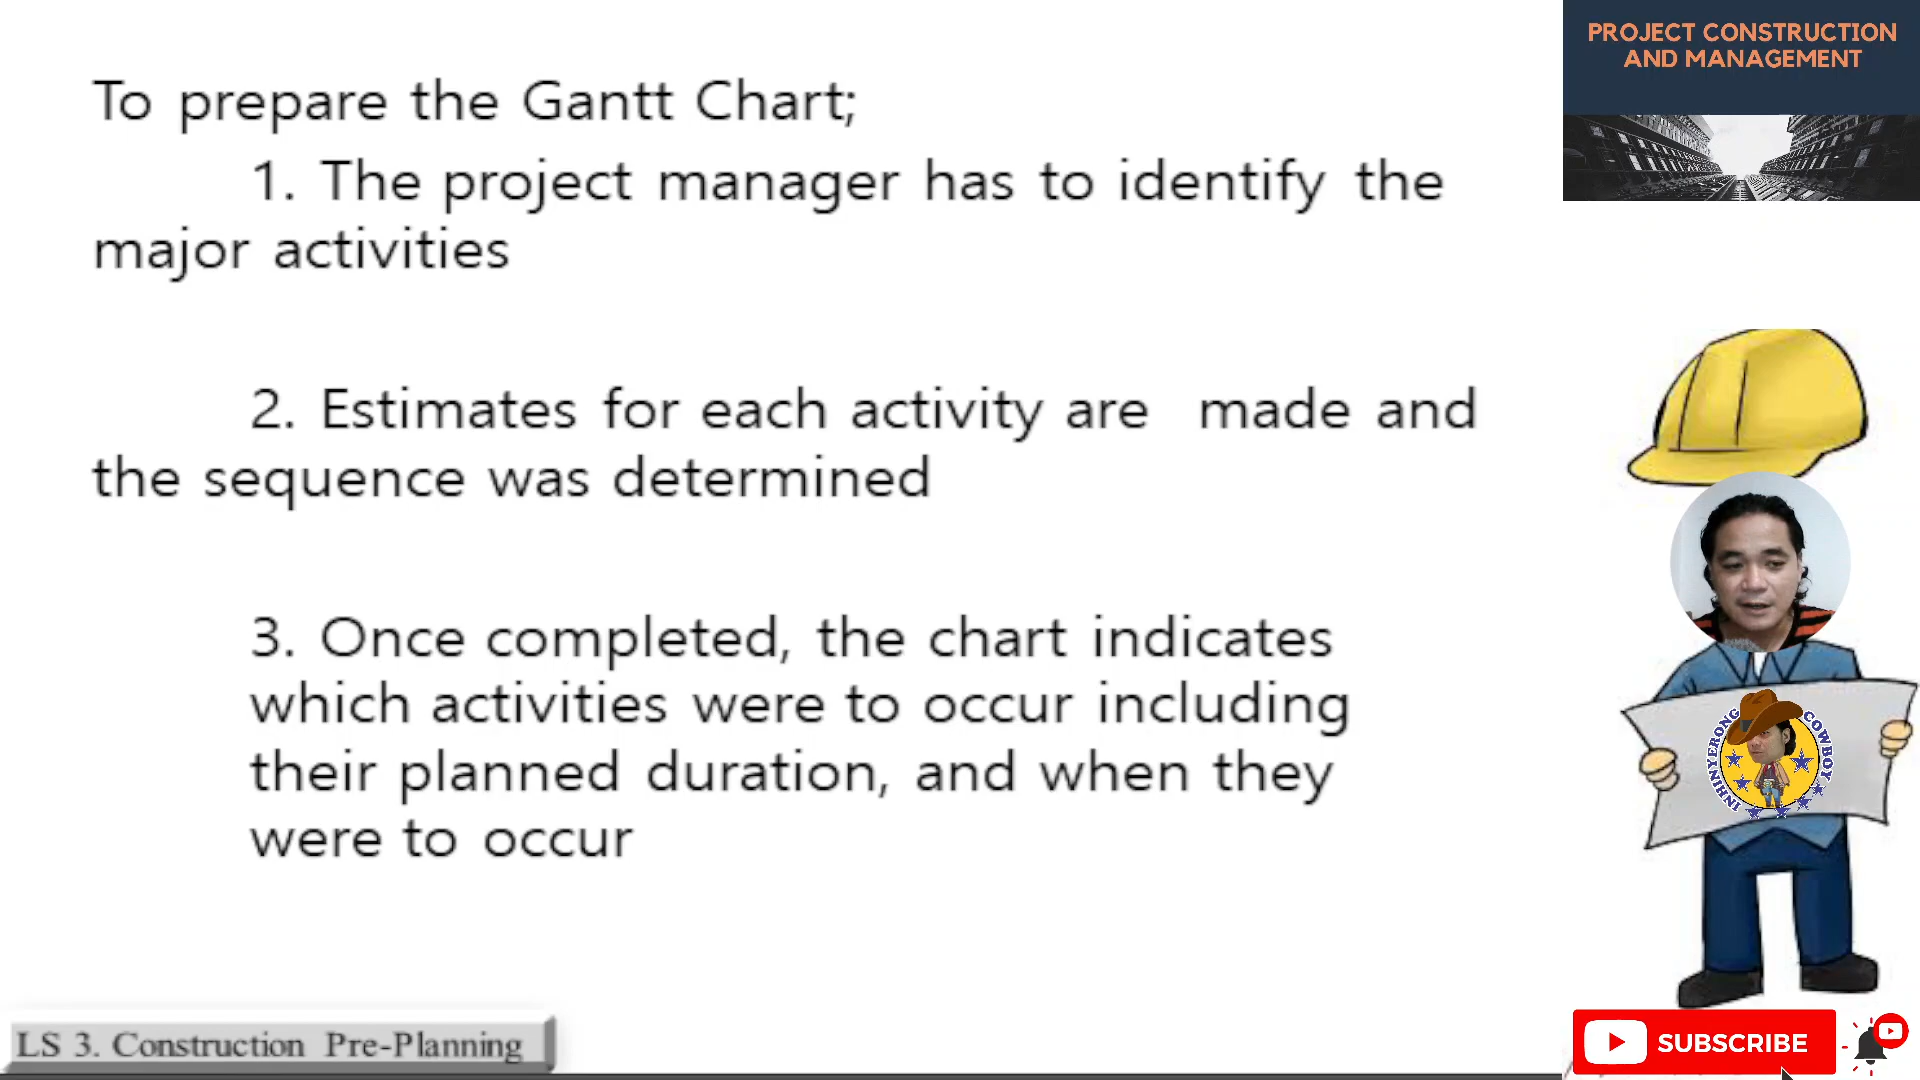 PROJECT CONSTRUCTION
AND MANAGEMENT
To prepare the Gantt Chart;
1. The project manager has to identify the
major activities
2. Estimates for each activity are made and
the sequence was determined
3. Once completed, the chart indicates
which activities were to occur including
their planned duration, and when they
were to occur
INHINYERONG COWBOY
LS 3. Construction Pre-Planning
SUBSCRIBE